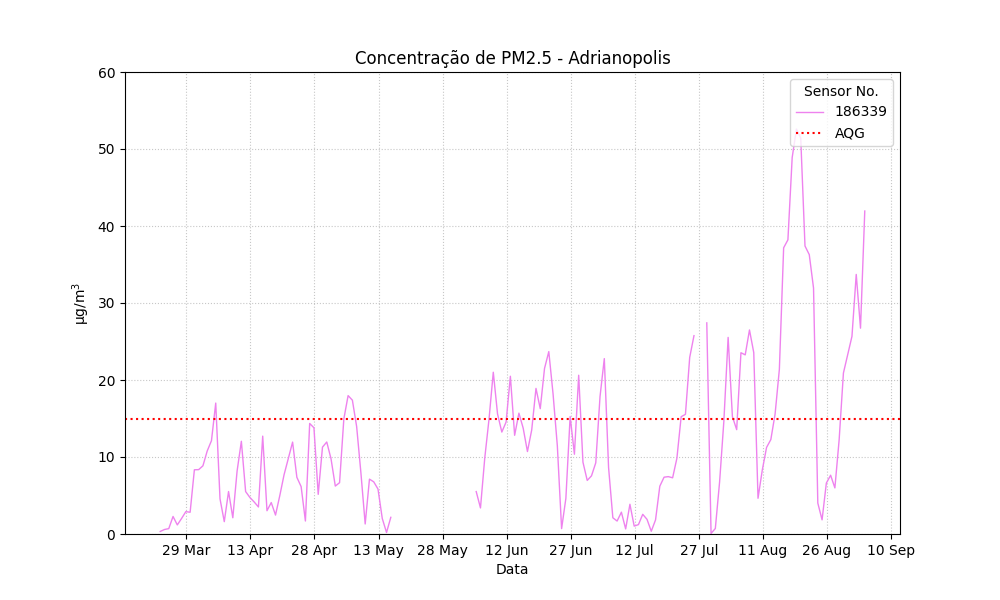 Concentração de PM2.5 - Adrianopolis
Sensor No.
186339
AQG
60
50
40
30
20
10
0
µg/m³
29 Mar 13 Apr 28 Apr 13 May 28 May 12 Jun 27 Jun 12 Jul 27 Jul 11 Aug 26 Aug 10 Sep
Data